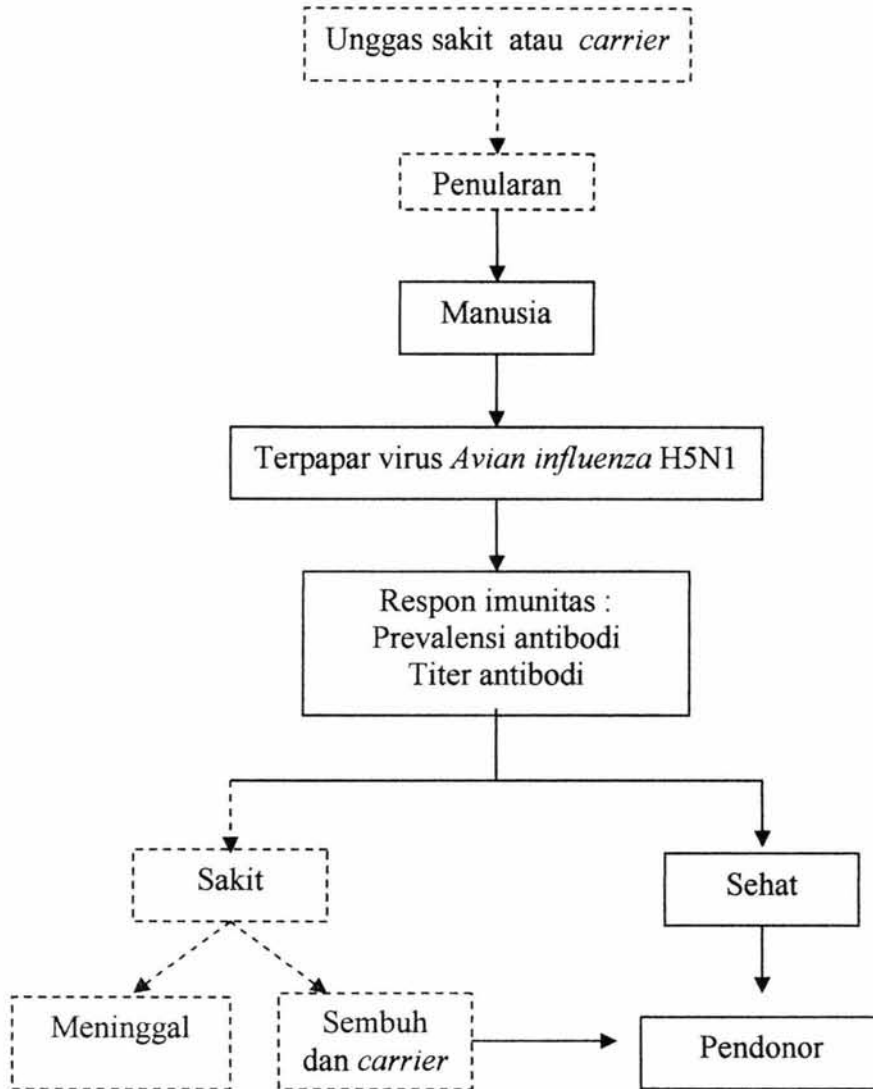 Unggas sakit atau carrier
Penularan
Manusia
Terpapar virus Avian influenza H5N1
Respon imunitas :
Prevalensi antibodi
Titer antibodi
Sakit
Sehat
Meninggal
Sembuh
dan carrier
Pendonor